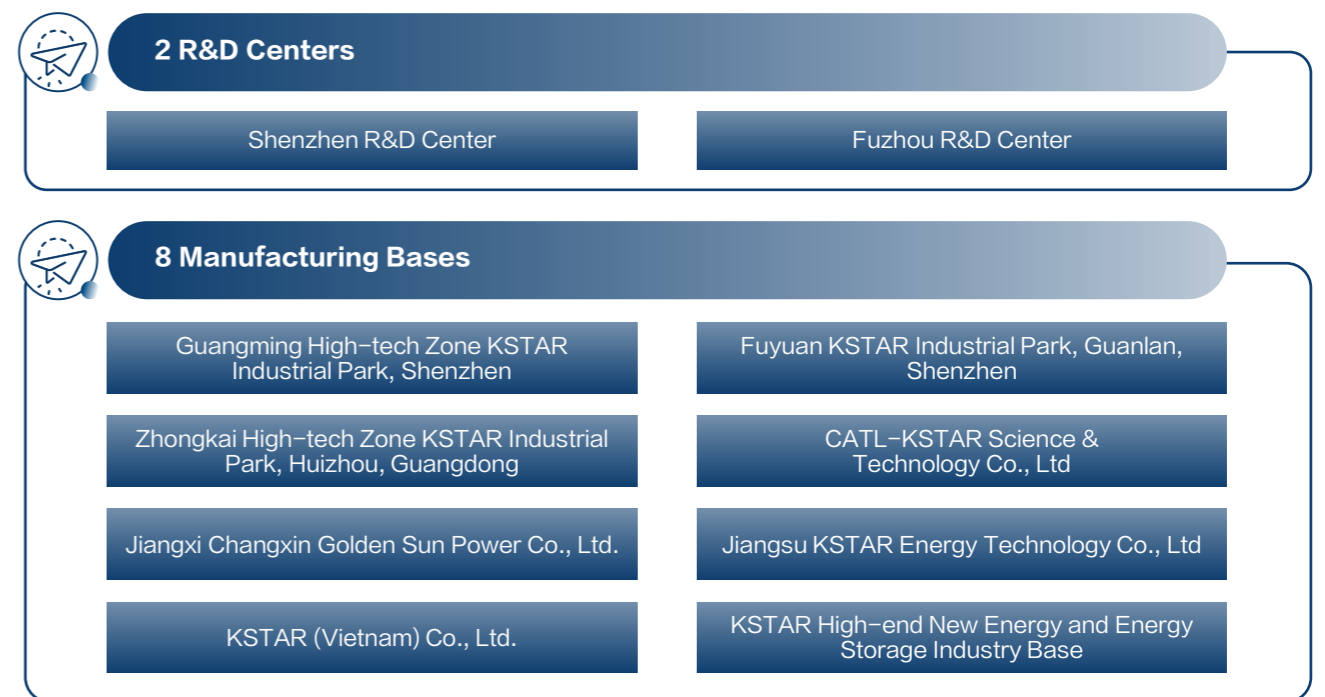 2 R&D Centers
Shenzhen R&D Center
Fuzhou R&D Center
8 Manufacturing Bases
Guangming High-tech Zone KSTAR
Industrial Park, Shenzhen
Fuyuan KSTAR Industrial Park, Guanlan,
Shenzhen
Zhongkai High-tech Zone KSTAR Industrial
Park, Huizhou, Guangdong
CATL-KSTAR Science &
Technology Co., Ltd
Jiangxi Changxin Golden Sun Power Co., Ltd.
Jiangsu KSTAR Energy Technology Co., Ltd
KSTAR (Vietnam) Co., Ltd.
KSTAR High-end New Energy and Energy
Storage Industry Base